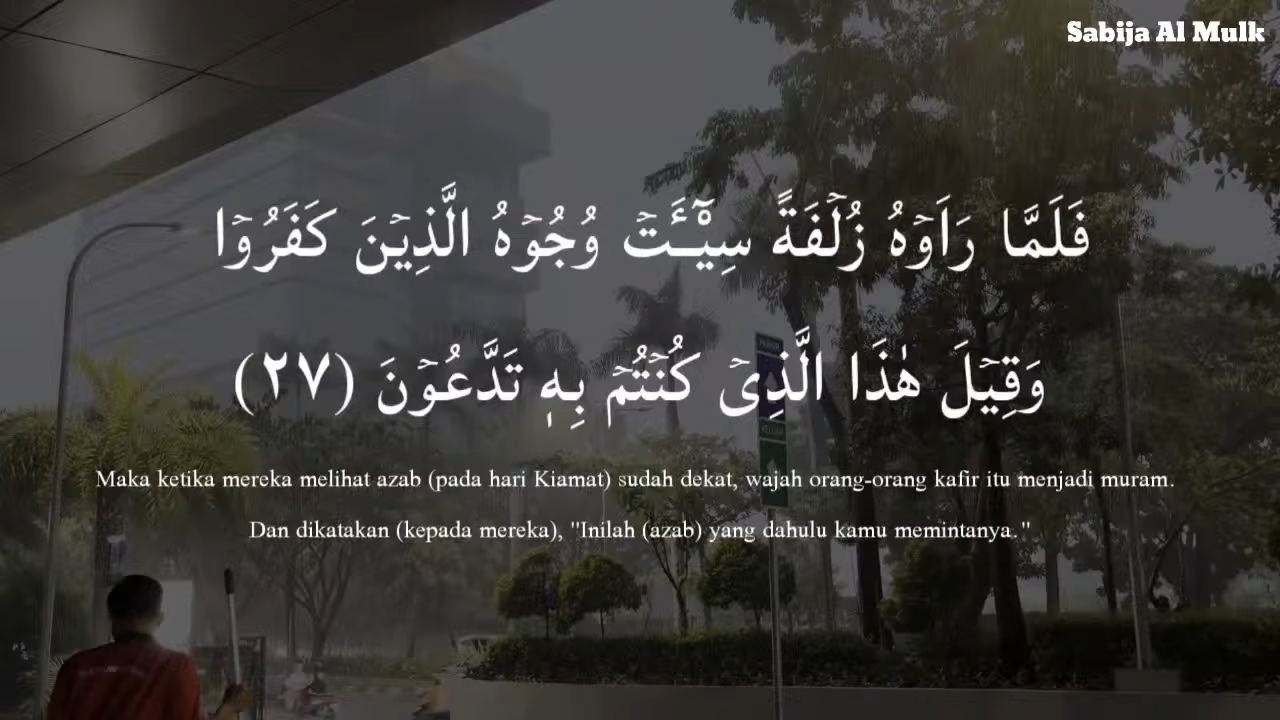 Sabija Al Mulk
فَلَمَّا رَاَوْهُ زُلْفَةً سِيْۤـَٔتْ وُجُوْهُ الَّذِيْنَ كَفَرُوْا
وَقِيْلَ هٰذَا الَّذِيْ كُنْتُمْ بِهٖ تَدَّعُوْنَ (٢٧)
Maka ketika mereka melihat azab (pada hari Kiamat) sudah dekat, wajah orang-orang kafir itu menjadi muram.
Dan dikatakan (kepada mereka), "Inilah (azab) yang dahulu kamu memintanya."